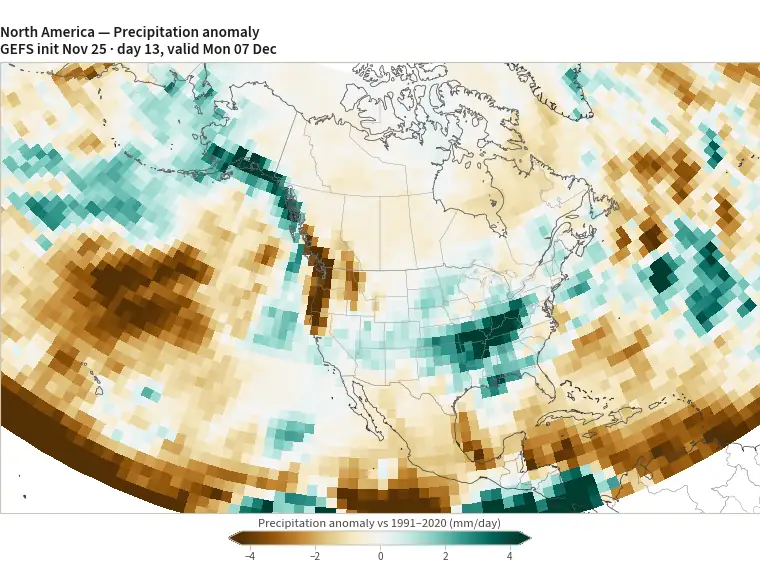 North America — Precipitation anomaly
GEFS init Nov 25 · day 13, valid Mon 07 Dec
Precipitation anomaly vs 1991–2020 (mm/day)
−4 −2 0 2 4